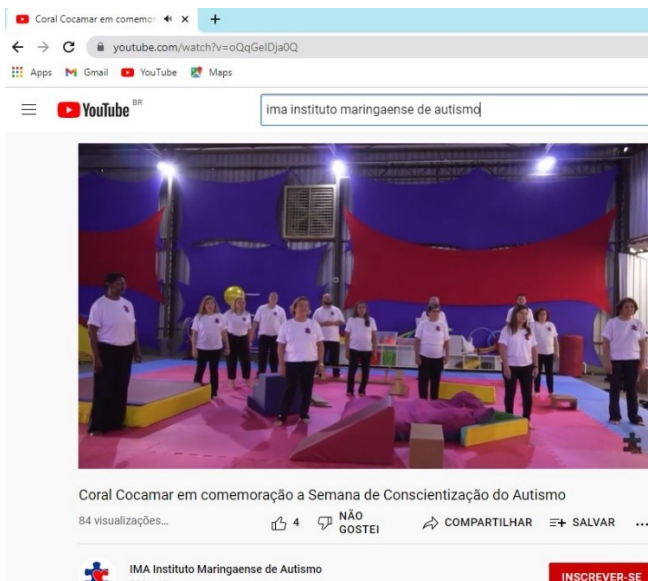 Coral Cocamar em comemor
youtube.com/watch?v=oQqGeIDja0Q
Apps Gmail YouTube Maps
YouTube BR
ima instituto maringaense de autismo
Coral Cocamar em comemoração a Semana de Conscientização do Autismo
84 visualizações... 4 NÃO GOSTEI COMPARTILHAR SALVAR ...
IMA Instituto Maringaense de Autismo
INSCREVER-SE